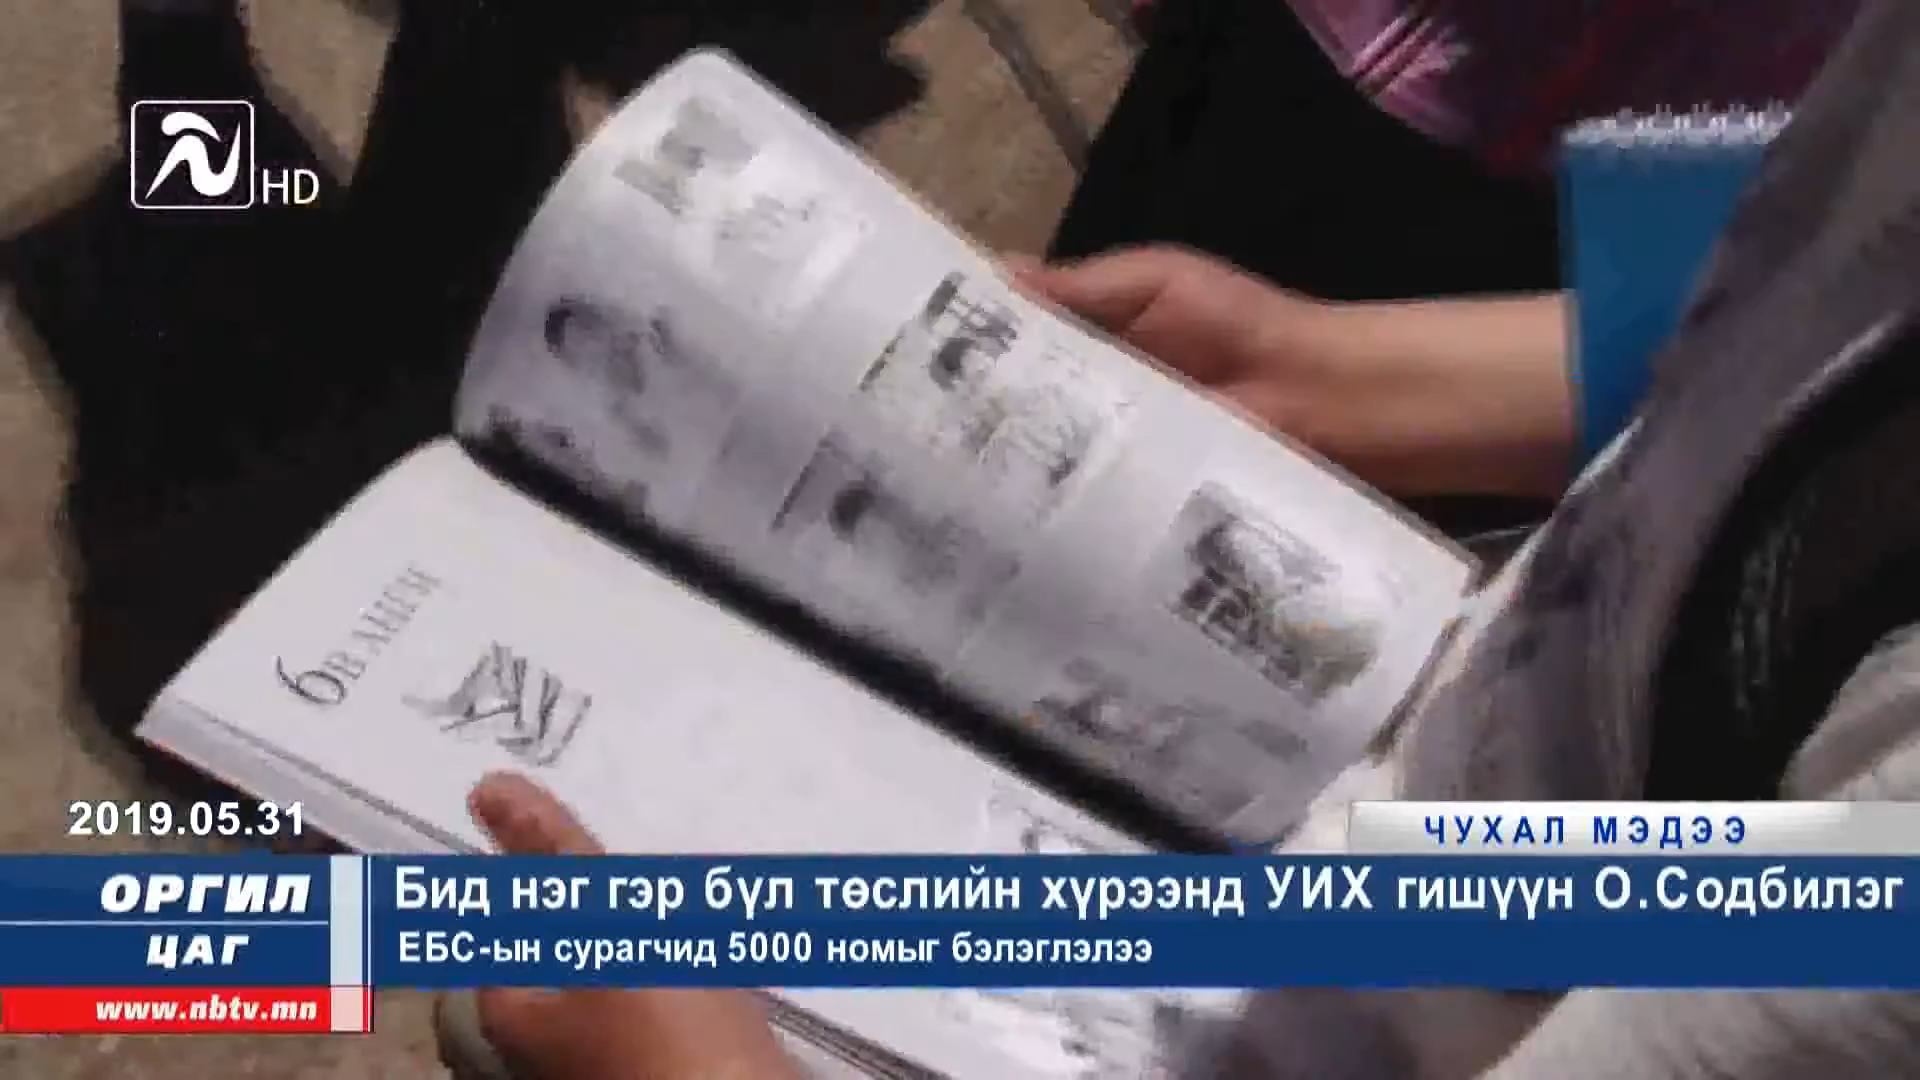 HD
2019.05.31
ЧУХАЛ МЭДЭЭ
ОРГИЛ
ЦАГ
Бид нэг гэр бүл төслийн хүрээнд УИХ гишүүн О.Содбилэг
ЕБС-ын сурагчид 5000 номыг бэлэглэлээ
www.nbtv.mn